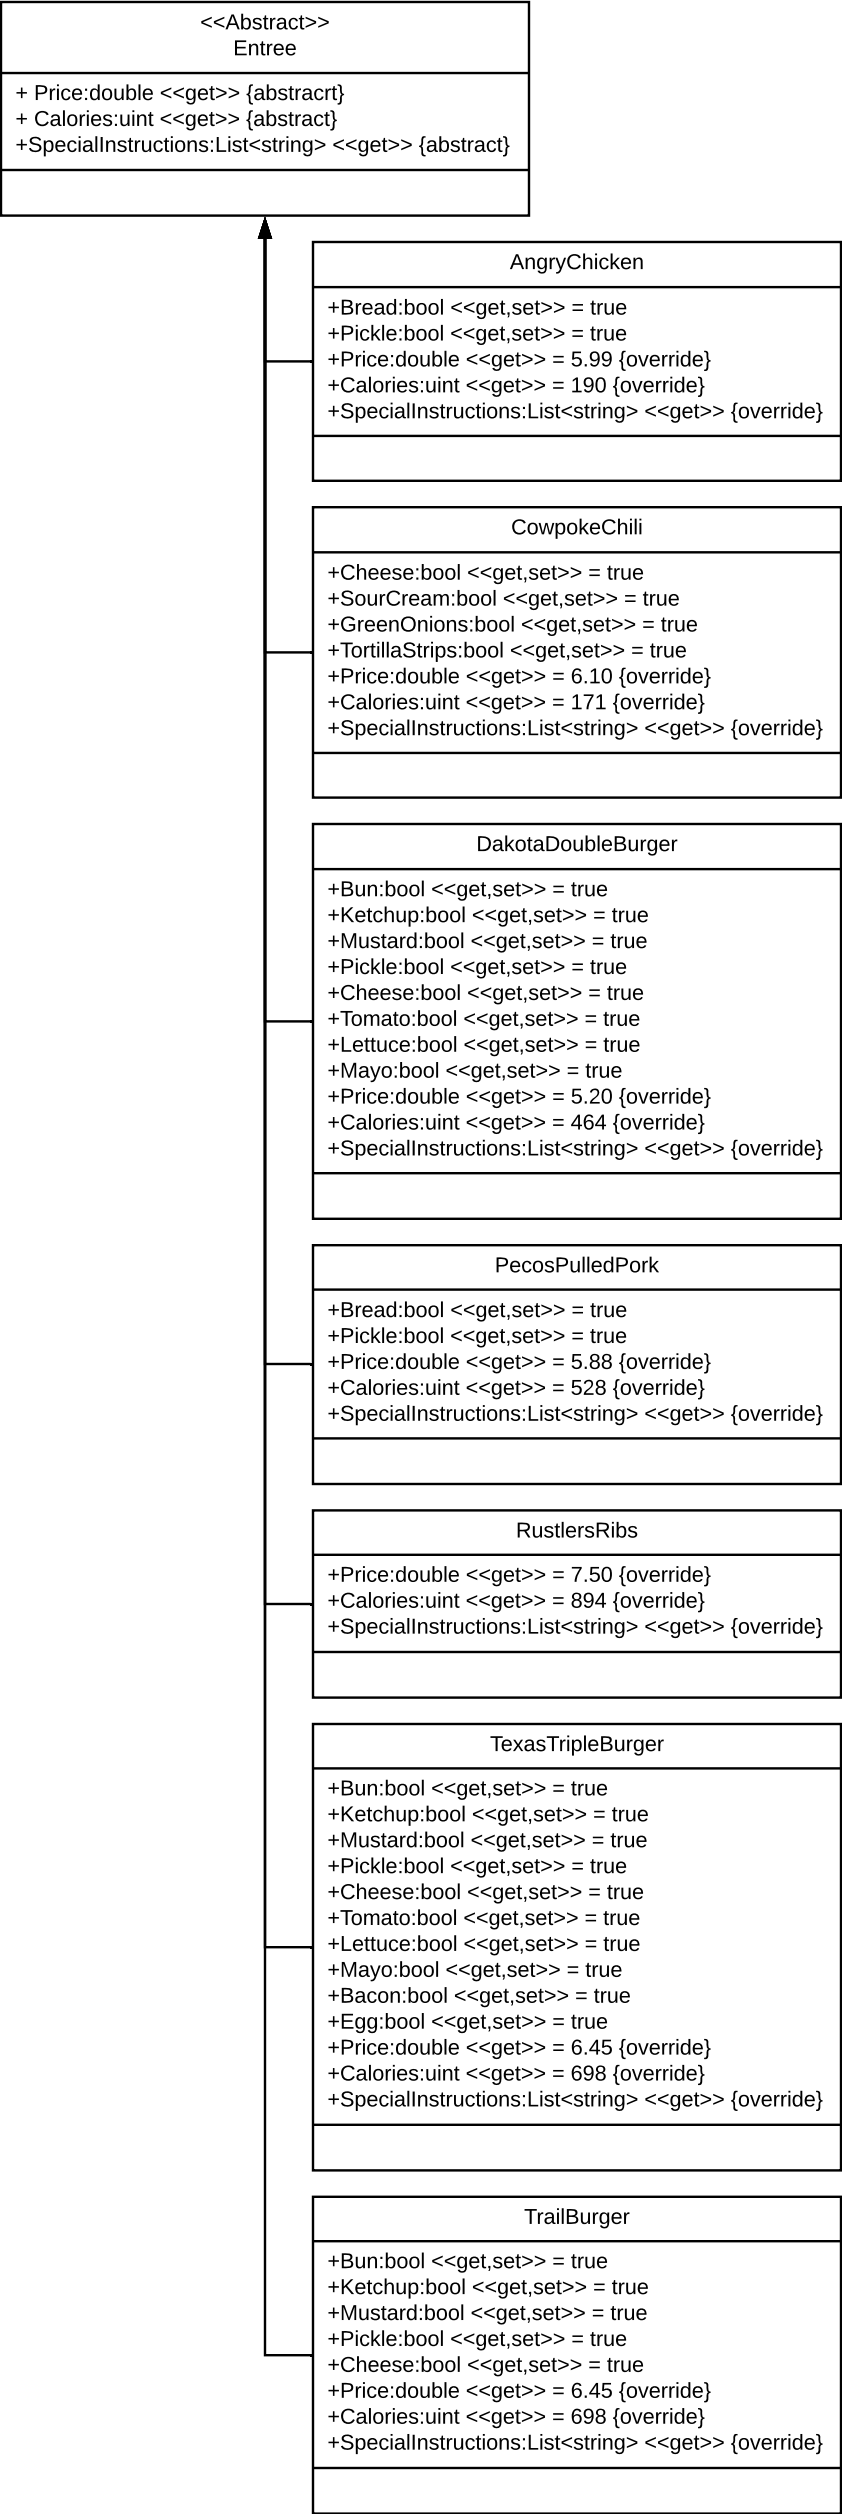 <<Abstract>>
Entree
+ Price:double <<get>> {abstracrt}
+ Calories:uint <<get>> {abstract}
+SpecialInstructions:List<string> <<get>> {abstract}
AngryChicken
+Bread:bool <<get,set>> = true
+Pickle:bool <<get,set>> = true
+Price:double <<get>> = 5.99 {override}
+Calories:uint <<get>> = 190 {override}
+SpecialInstructions:List<string> <<get>> {override}
CowpokeChili
+Cheese:bool <<get,set>> = true
+SourCream:bool <<get,set>> = true
+GreenOnions:bool <<get,set>> = true
+TortillaStrips:bool <<get,set>> = true
+Price:double <<get>> = 6.10 {override}
+Calories:uint <<get>> = 171 {override}
+SpecialInstructions:List<string> <<get>> {override}
DakotaDoubleBurger
+Bun:bool <<get,set>> = true
+Ketchup:bool <<get,set>> = true
+Mustard:bool <<get,set>> = true
+Pickle:bool <<get,set>> = true
+Cheese:bool <<get,set>> = true
+Tomato:bool <<get,set>> = true
+Lettuce:bool <<get,set>> = true
+Mayo:bool <<get,set>> = true
+Price:double <<get>> = 5.20 {override}
+Calories:uint <<get>> = 464 {override}
+SpecialInstructions:List<string> <<get>> {override}
PecosPulledPork
+Bread:bool <<get,set>> = true
+Pickle:bool <<get,set>> = true
+Price:double <<get>> = 5.88 {override}
+Calories:uint <<get>> = 528 {override}
+SpecialInstructions:List<string> <<get>> {override}
RustlersRibs
+Price:double <<get>> = 7.50 {override}
+Calories:uint <<get>> = 894 {override}
+SpecialInstructions:List<string> <<get>> {override}
TexasTripleBurger
+Bun:bool <<get,set>> = true
+Ketchup:bool <<get,set>> = true
+Mustard:bool <<get,set>> = true
+Pickle:bool <<get,set>> = true
+Cheese:bool <<get,set>> = true
+Tomato:bool <<get,set>> = true
+Lettuce:bool <<get,set>> = true
+Mayo:bool <<get,set>> = true
+Bacon:bool <<get,set>> = true
+Egg:bool <<get,set>> = true
+Price:double <<get>> = 6.45 {override}
+Calories:uint <<get>> = 698 {override}
+SpecialInstructions:List<string> <<get>> {override}
TrailBurger
+Bun:bool <<get,set>> = true
+Ketchup:bool <<get,set>> = true
+Mustard:bool <<get,set>> = true
+Pickle:bool <<get,set>> = true
+Cheese:bool <<get,set>> = true
+Price:double <<get>> = 6.45 {override}
+Calories:uint <<get>> = 698 {override}
+SpecialInstructions:List<string> <<get>> {override}